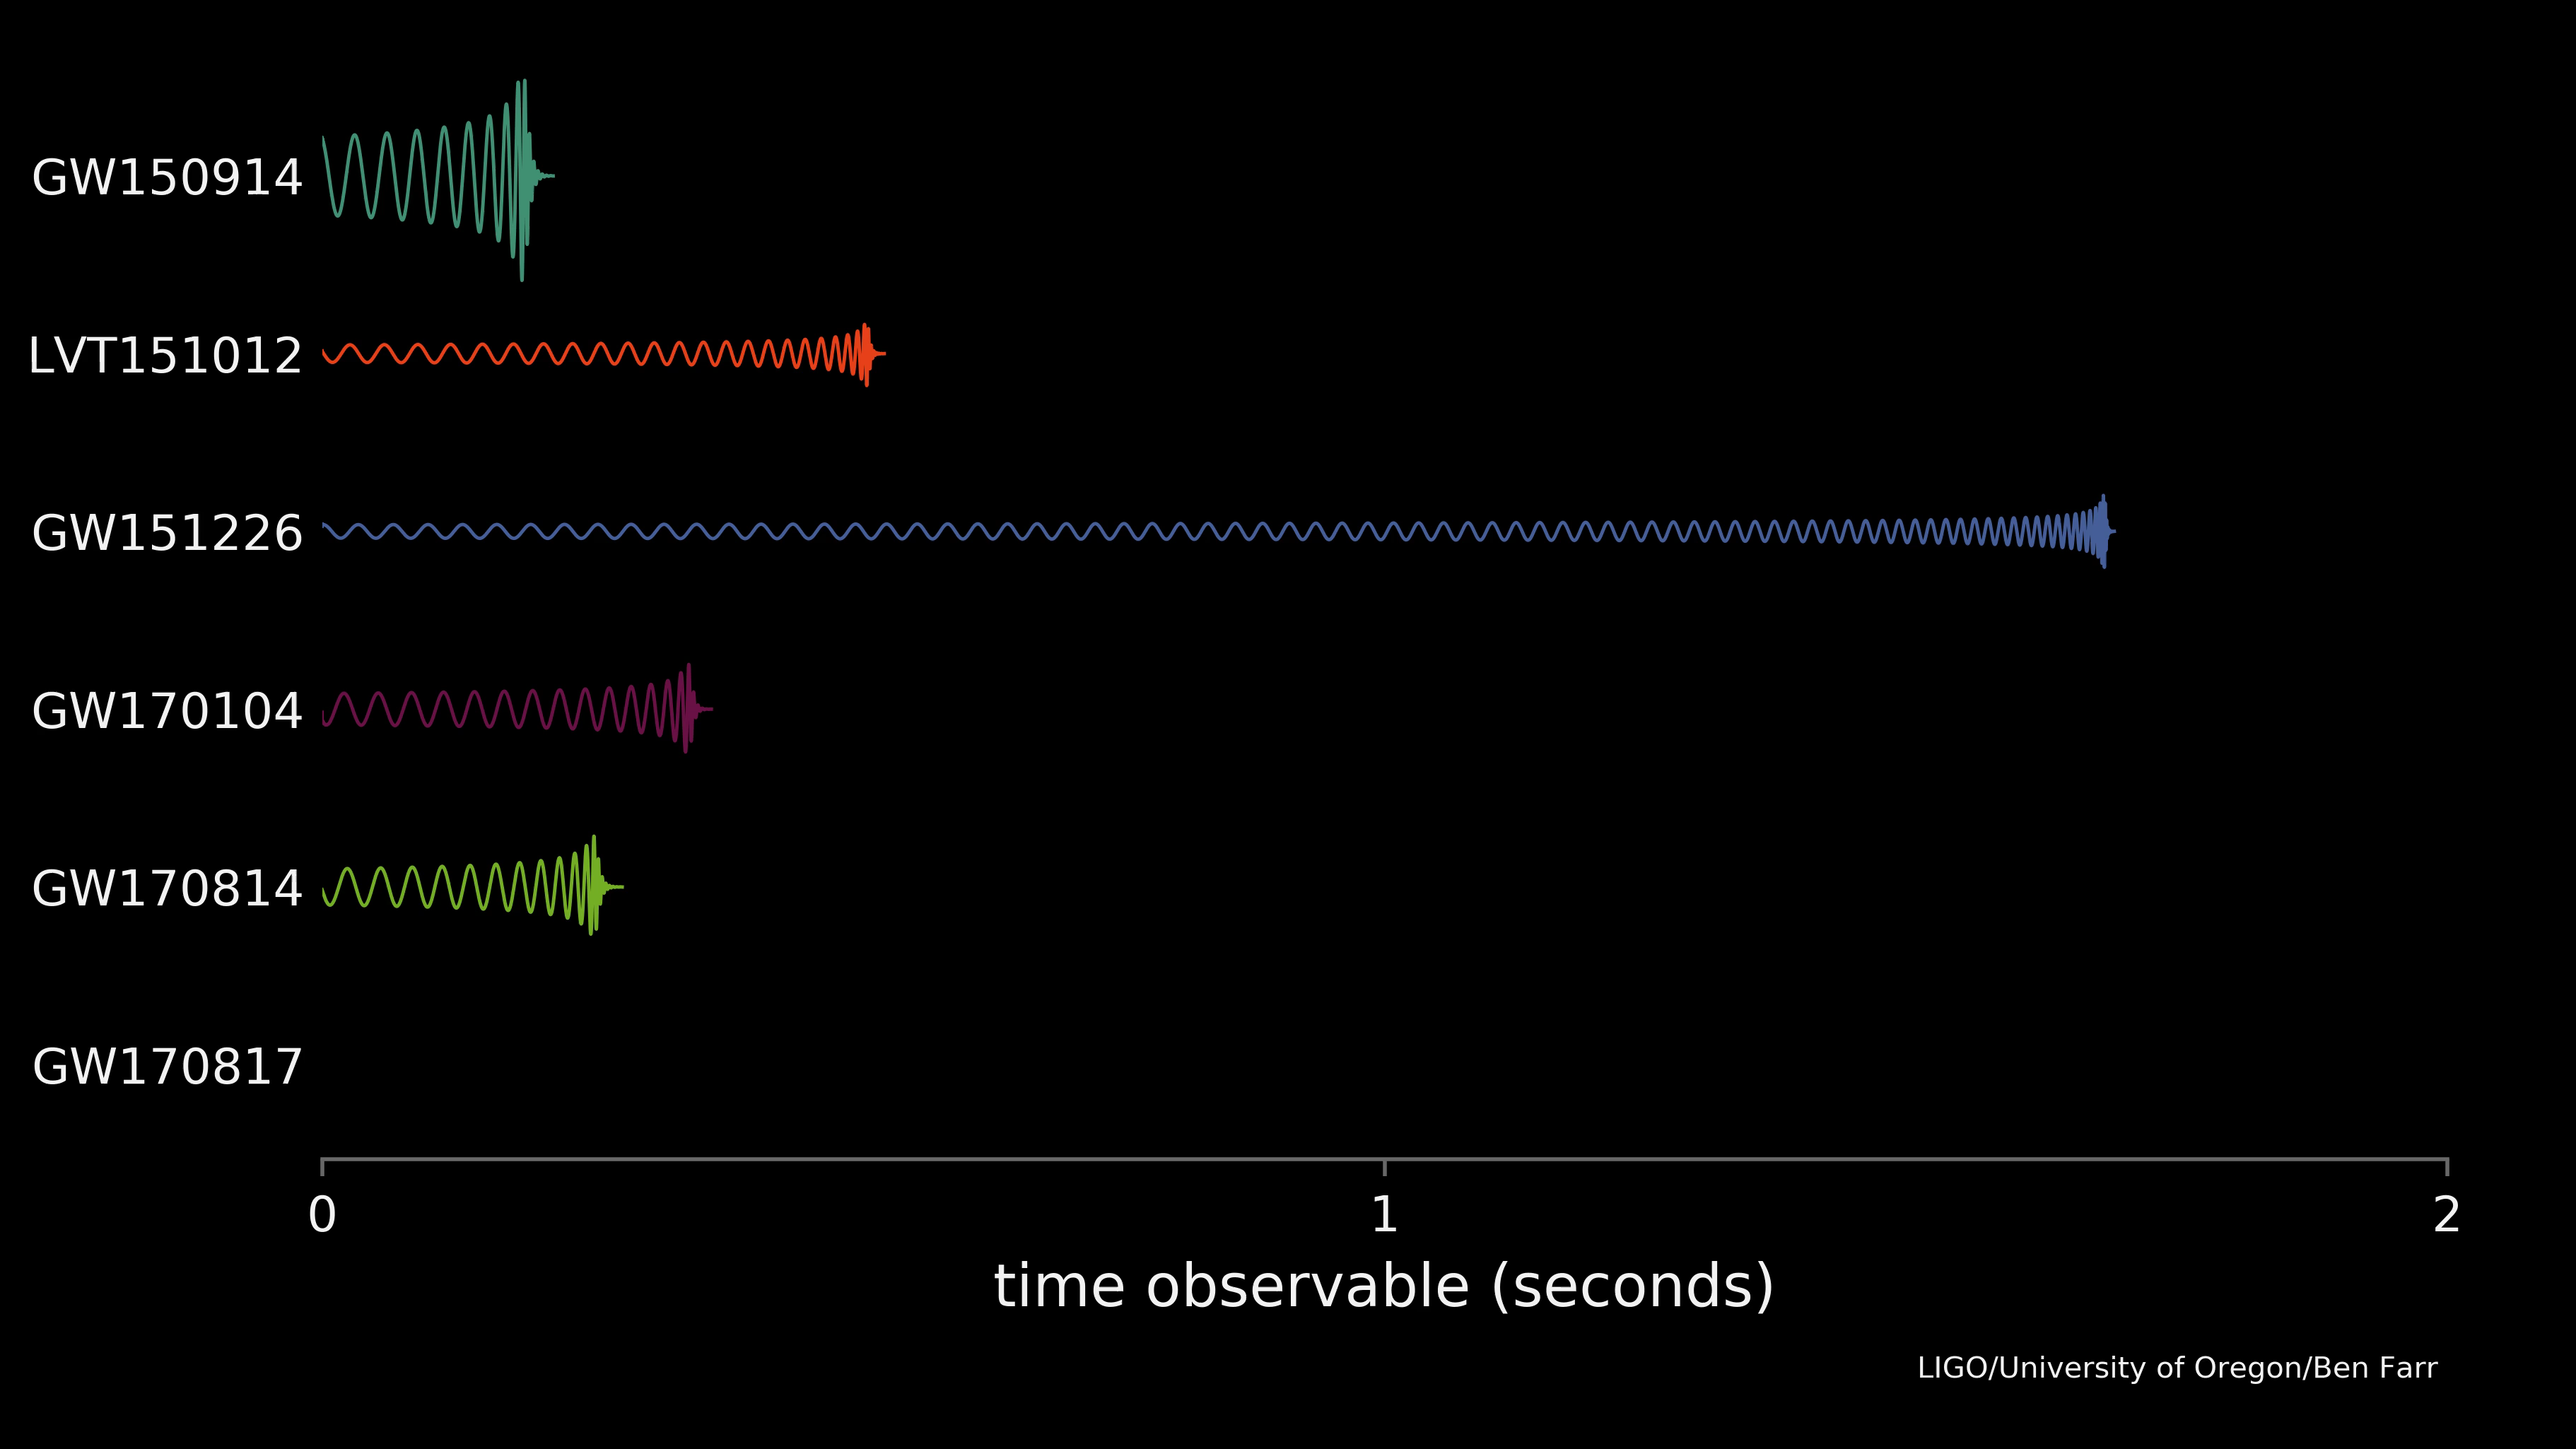 GW150914
LVT151012
GW151226
GW170104
GW170814
GW170817
0 1 2
time observable (seconds)
LIGO/University of Oregon/Ben Farr